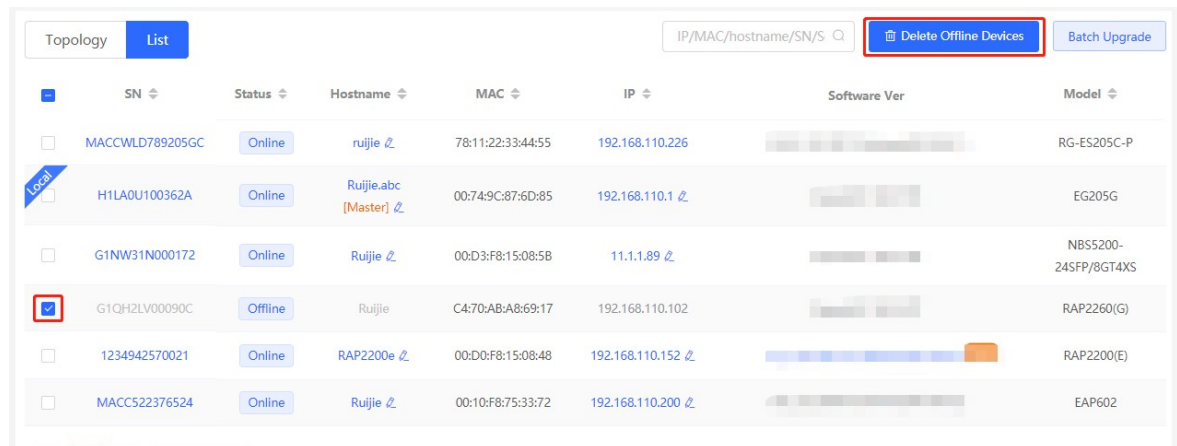 Topology List IP/MAC/hostname/SN/S Delete Offline Devices Batch Upgrade
SN Status Hostname MAC IP Software Ver Model
MACCWLD789205GC Online ruijie 78:11:22:33:44:55 192.168.110.226 RG-ES205C-P
Local
H1LA0U100362A Online Ruijie.abc 00:74:9C:87:6D:85 192.168.110.1 EG205G
[Master]
G1NW31N000172 Online Ruijie 00:D3:F8:15:08:5B 11.1.1.89 NBS5200-
24SFP/8GT4XS
G1QH2LV00090C Offline Ruijie C4:70:AB:A8:69:17 192.168.110.102 RAP2260(G)
1234942570021 Online RAP2200e 00:D0:F8:15:08:48 192.168.110.152 RAP2200(E)
MACC522376524 Online Ruijie 00:10:F8:75:33:72 192.168.110.200 EAP602